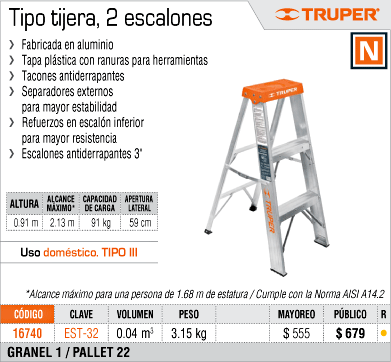 Tipo tijera, 2 escalones
TRUPER®
N
Fabricada en aluminio
Tapa plástica con ranuras para herramientas
Tacones antiderrapantes
Separadores externos
para mayor estabilidad
Refuerzos en escalón inferior
para mayor resistencia
Escalones antiderrapantes 3"
TRUPER
ALTURA ALCANCE MÁXIMO* CAPACIDAD DE CARGA APERTURA LATERAL
0.91 m 2.13 m 91 kg 59 cm
Uso doméstico. TIPO III
*Alcance máximo para una persona de 1.68 m de estatura / Cumple con la Norma AISI A14.2
CÓDIGO CLAVE VOLUMEN PESO MAYOREO PÚBLICO R
16740 EST-32 0.04 m³ 3.15 kg $ 555 $ 679
GRANEL 1 / PALLET 22